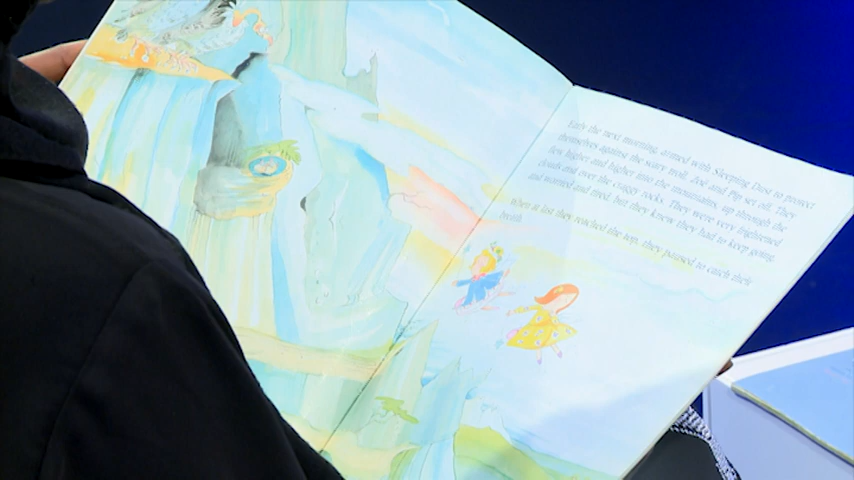 Early the next morning, armed with Sleeping Dust to protect
themselves against the scary troll, Zoë and Pip set off. They
flew higher and higher into the mountains, up through the
clouds and over the craggy rocks. They were very frightened
and worried and tired, but they knew they had to keep going.
When at last they reached the top, they paused to catch their
breath.